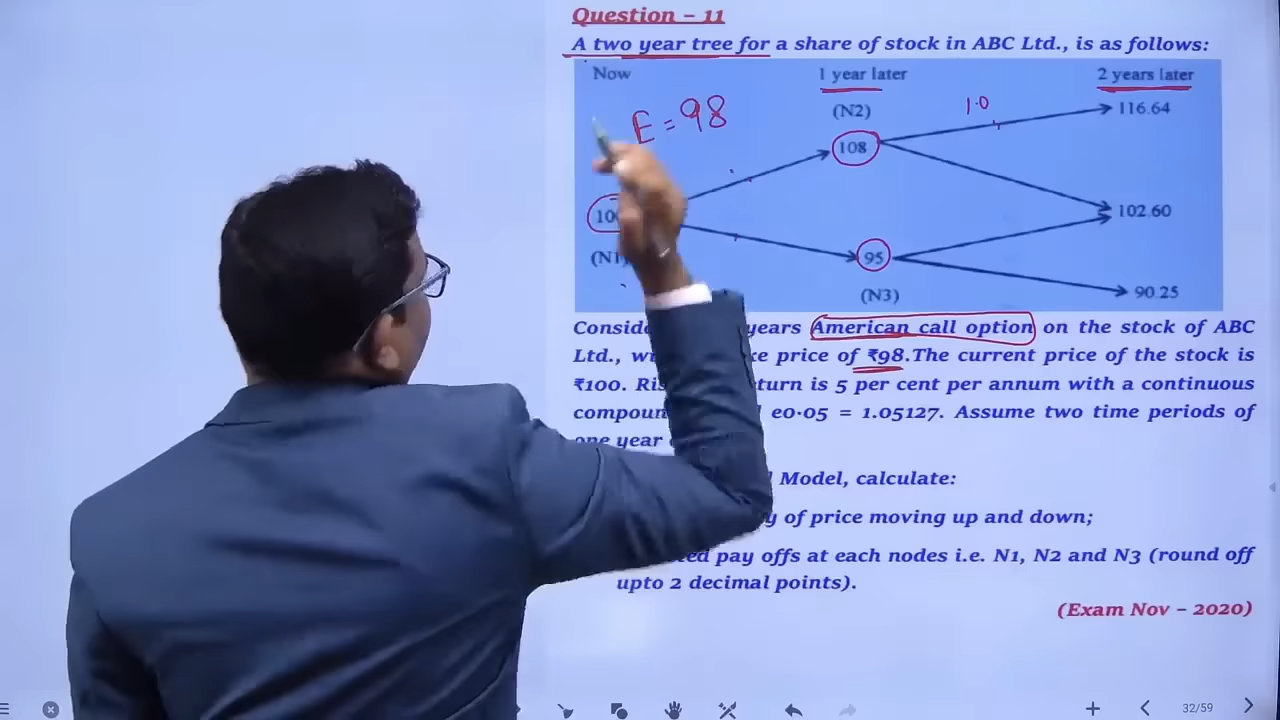 Question – 11
A two year tree for a share of stock in ABC Ltd., is as follows:
Now 1 year later 2 years later
E = 98 (N2) 1.0 116.64
108
10
102.60
(N1)
95
(N3) 90.25
years American call option on the stock of ABC
Ltd., price of ₹98.The current price of the stock is
₹100. is 5 per cent per annum with a continuous
e0·05 = 1.05127. Assume two time periods of
one year
Model, calculate:
of price moving up and down;
pay offs at each nodes i.e. N1, N2 and N3 (round off
upto 2 decimal points).
(Exam Nov – 2020)
32/59